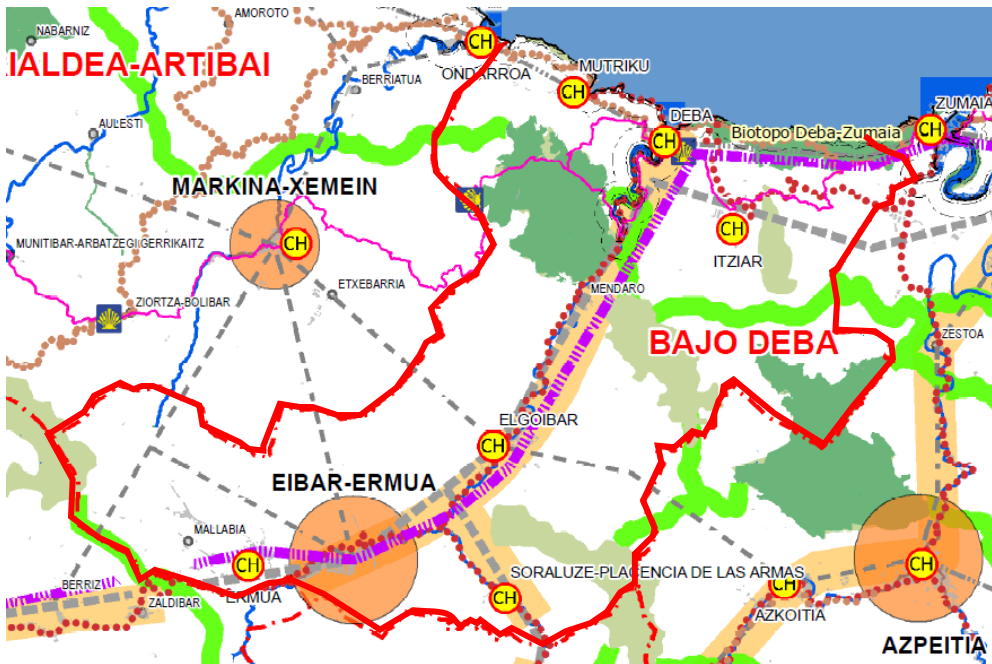 AMOROTO
NABARNIZ
IALDEA-ARTIBAI
ONDARROA
BERRIATUA
MUTRIKU
CH
CH
AULESTI
DEBA
CH
Biotopo Deba-Zumaia
ZUMAIA
CH
MARKINA-XEMEIN
CH
MUNITIBAR-ARBATZEGI GERRIKAITZ
CH
ITZIAR
ETXEBARRIA
MENDARO
ZIORTZA-BOLIBAR
BAJO DEBA
ZESTOA
ELGOIBAR
CH
EIBAR-ERMUA
MALLABIA
CH
ERMUA
BERRIZ
ZALDIBAR
SORALUZE-PLACENCIA DE LAS ARMAS
CH
CH
AZKOITIA
CH
AZPEITIA